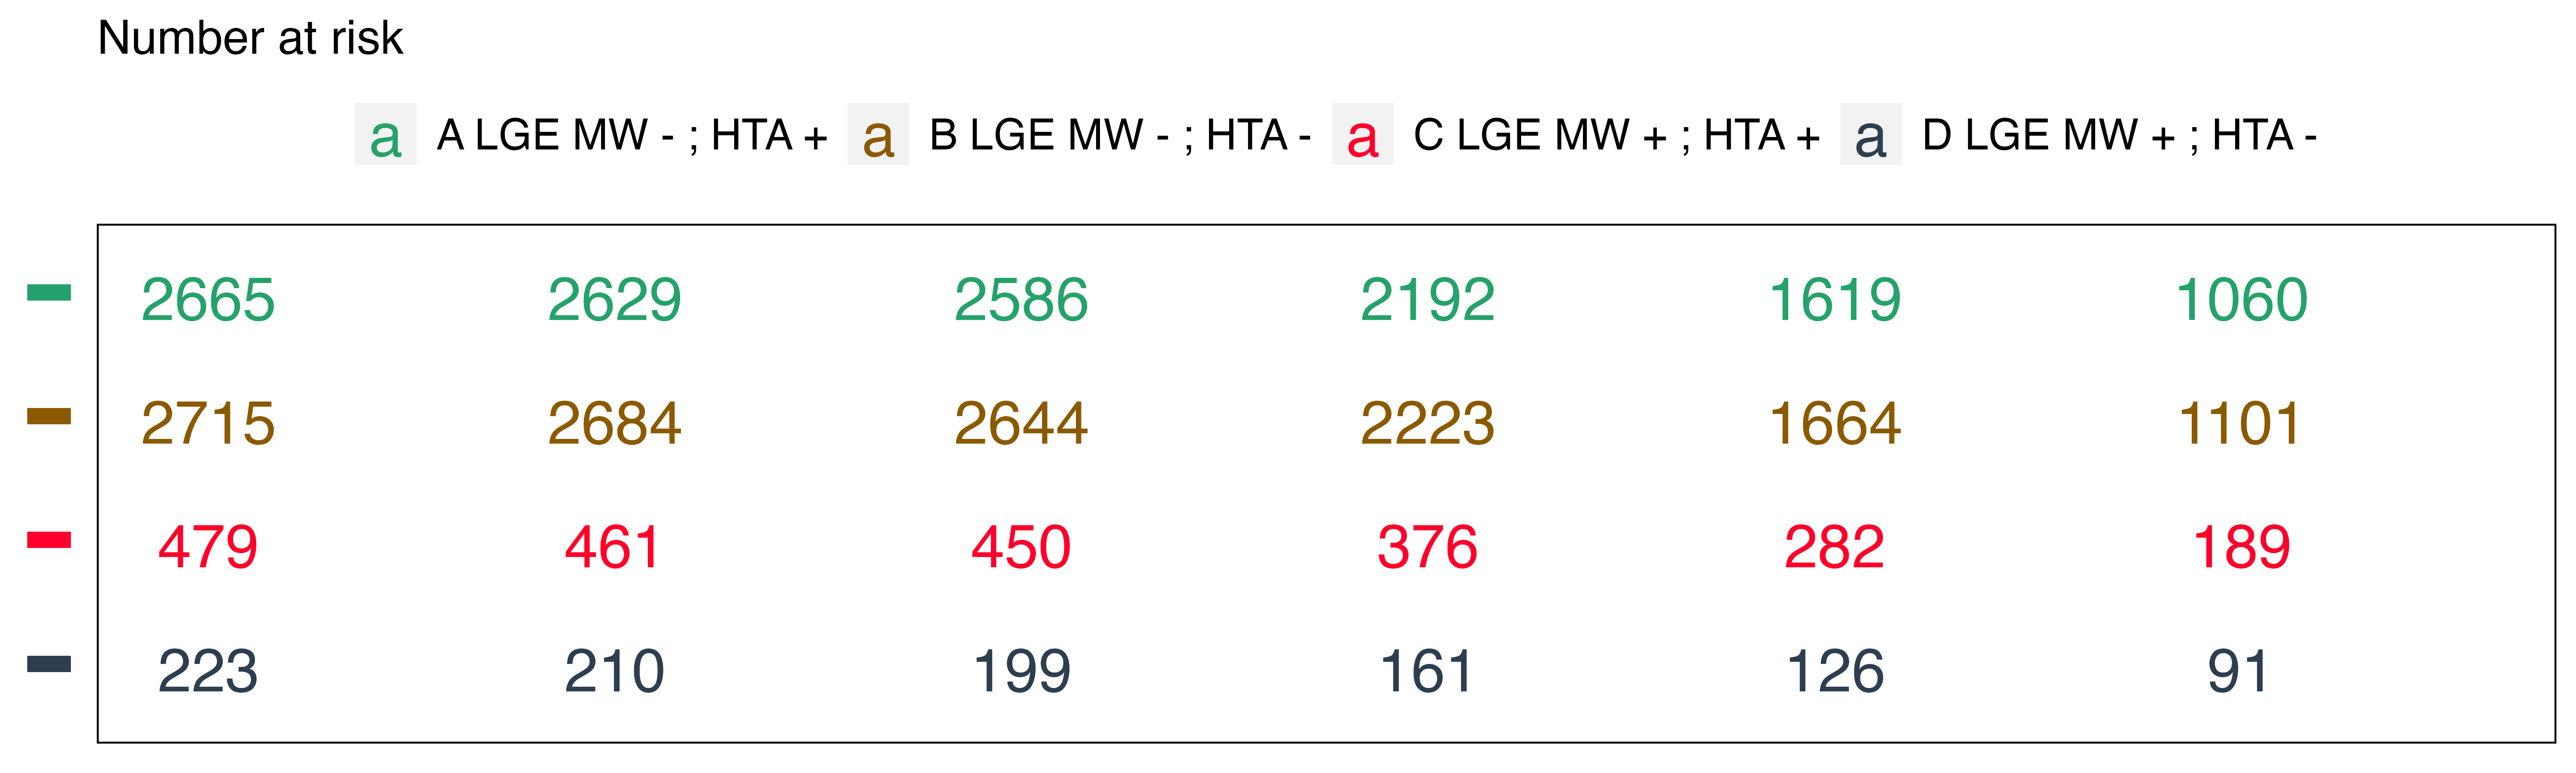 Number at risk
a A LGE MW - ; HTA + a B LGE MW - ; HTA - a C LGE MW + ; HTA + a D LGE MW + ; HTA -
2665 2629 2586 2192 1619 1060
2715 2684 2644 2223 1664 1101
479 461 450 376 282 189
223 210 199 161 126 91